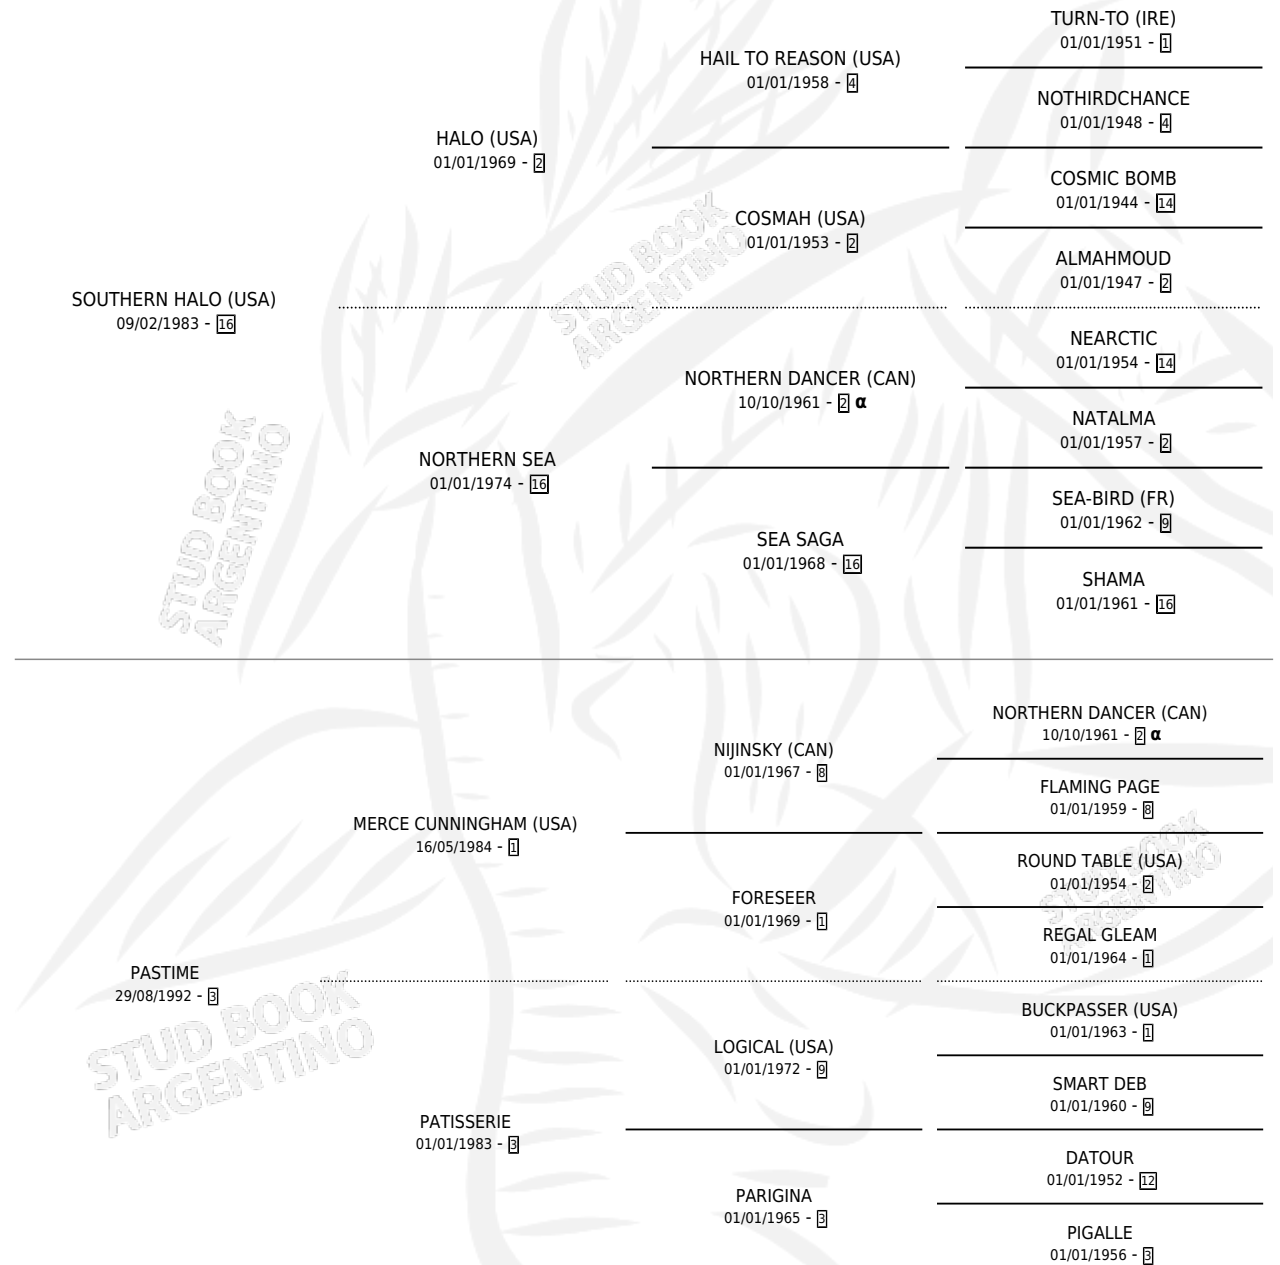 TURN-TO (IRE)
01/01/1951 - 1
HAIL TO REASON (USA)
01/01/1958 - 4
NOTHIRDCHANCE
01/01/1948 - 4
HALO (USA)
01/01/1969 - 2
COSMIC BOMB
01/01/1944 - 14
COSMAH (USA)
01/01/1953 - 2
ALMAHMOUD
01/01/1947 - 2
SOUTHERN HALO (USA)
09/02/1983 - 16
STUD BOOK
ARGENTINO
NEARCTIC
01/01/1954 - 14
NORTHERN DANCER (CAN)
10/10/1961 - 2 α
NATALMA
01/01/1957 - 2
NORTHERN SEA
01/01/1974 - 16
SEA-BIRD (FR)
01/01/1962 - 9
SEA SAGA
01/01/1968 - 16
SHAMA
01/01/1961 - 16
STUD BOOK
ARGENTINO
NORTHERN DANCER (CAN)
10/10/1961 - 2 α
NIJINSKY (CAN)
01/01/1967 - 8
FLAMING PAGE
01/01/1959 - 8
MERCE CUNNINGHAM (USA)
16/05/1984 - 1
ROUND TABLE (USA)
01/01/1954 - 2
STUD BOOK
ARGENTINO
FORESEER
01/01/1969 - 1
REGAL GLEAM
01/01/1964 - 1
PASTIME
29/08/1992 - 3
STUD BOOK
ARGENTINO
BUCKPASSER (USA)
01/01/1963 - 1
LOGICAL (USA)
01/01/1972 - 9
SMART DEB
01/01/1960 - 9
PATISSERIE
01/01/1983 - 3
DATOUR
01/01/1952 - 12
PARIGINA
01/01/1965 - 3
PIGALLE
01/01/1956 - 3